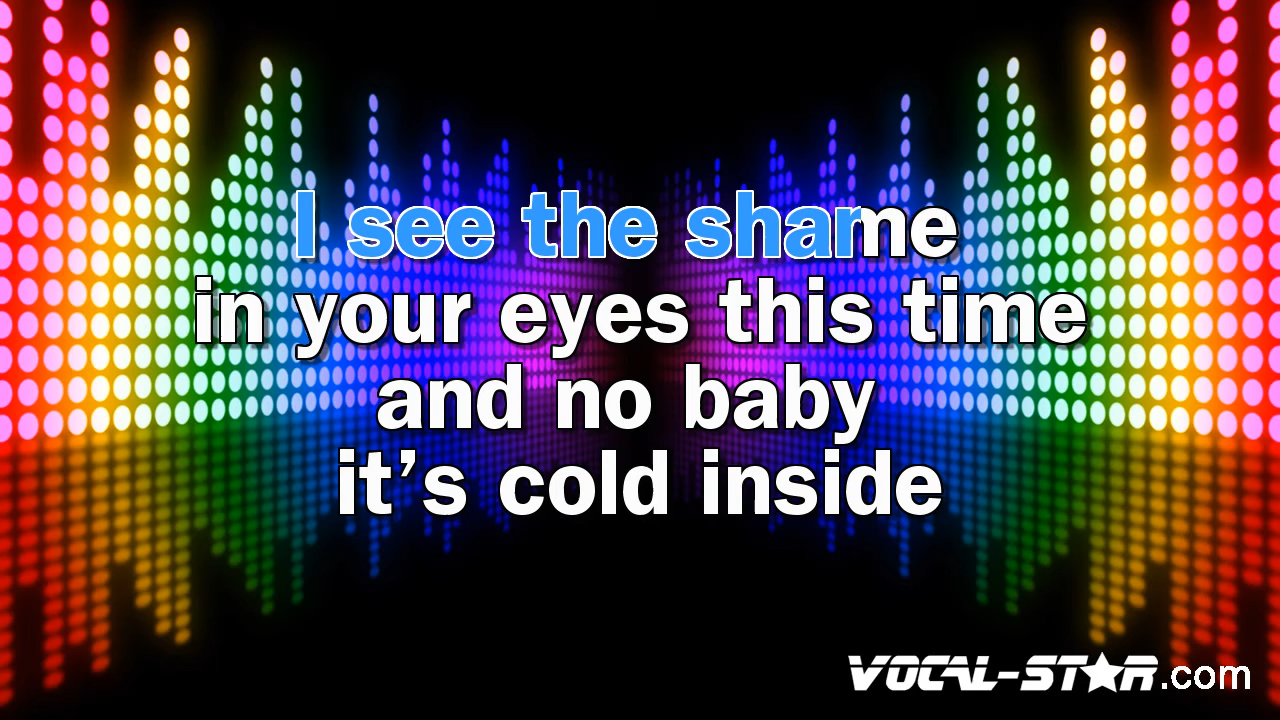 I see the shame
in your eyes this time
and no baby
it’s cold inside
VOCAL-STAR.com